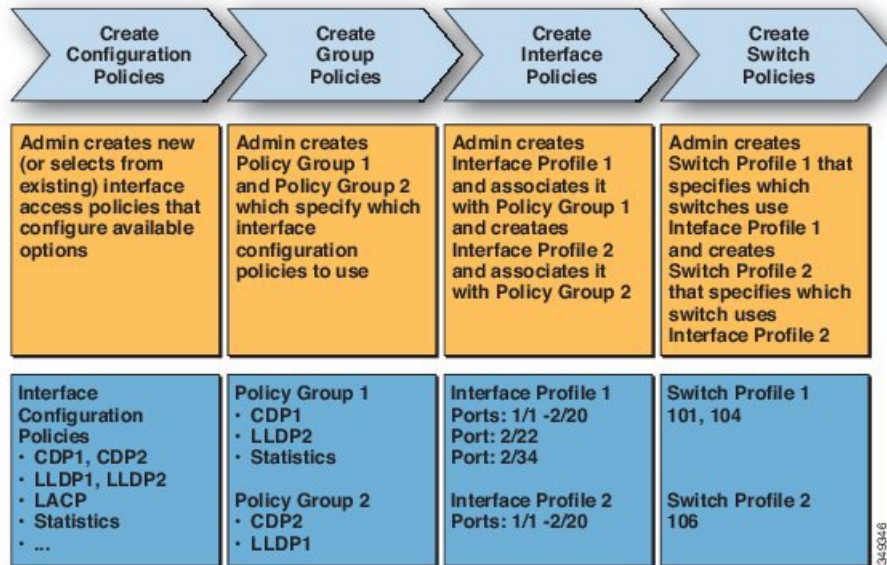 Create
Configuration
Policies
Create
Group
Policies
Create
Interface
Policies
Create
Switch
Policies
Admin creates new
(or selects from
existing) interface
access policies that
configure available
options
Admin creates
Policy Group 1
and Policy Group 2
which specify which
interface
configuration
policies to use
Admin creates
Interface Profile 1
and associates it
with Policy Group 1
and creataes
Interface Profile 2
and associates it
with Policy Group 2
Admin creates
Switch Profile 1 that
specifies which
switches use
Inteface Profile 1
and creates
Switch Profile 2
that specifies which
switch uses
Interface Profile 2
Interface
Configuration
Policies
· CDP1, CDP2
· LLDP1, LLDP2
· LACP
· Statistics
· ...
Policy Group 1
· CDP1
· LLDP2
· Statistics
Policy Group 2
· CDP2
· LLDP1
Interface Profile 1
Ports: 1/1 -2/20
Port: 2/22
Port: 2/34
Interface Profile 2
Ports: 1/1 -2/20
Switch Profile 1
101, 104
Switch Profile 2
106
349346